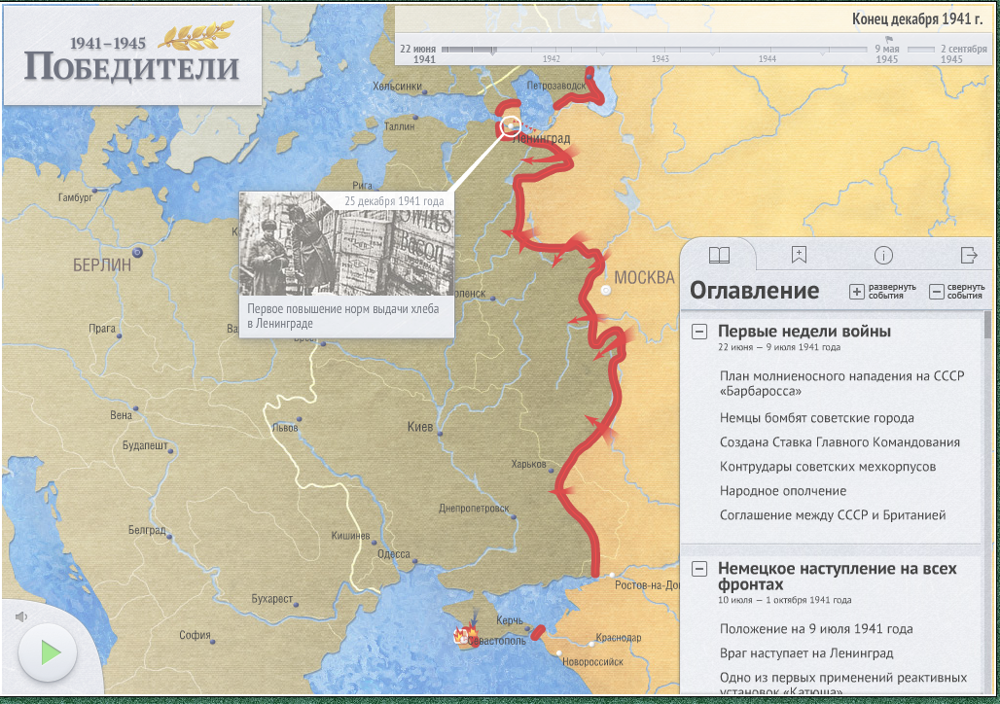 1941–1945
ПОБЕДИТЕЛИ
Конец декабря 1941 г.
22 июня
1941
1942
1943
1944
9 мая
1945
2 сентября
1945
Хельсинки
Петрозаводск
Таллин
Ленинград
Рига
Гамбург
25 декабря 1941 года
SWIFTS
BACON
Первое повышение норм выдачи хлеба
в Ленинграде
БЕРЛИН
МОСКВА
Прага
Вена
Будапешт
Львов
Киев
Харьков
Днепропетровск
Белград
Кишинев
Одесса
Ростов-на-До
Бухарест
София
Керчь
Севастополь
Краснодар
Новороссийск
Оглавление
развернуть
события
свернуть
события
Первые недели войны
22 июня — 9 июля 1941 года
План молниеносного нападения на СССР
«Барбаросса»
Немцы бомбят советские города
Создана Ставка Главного Командования
Контрудары советских мехкорпусов
Народное ополчение
Соглашение между СССР и Британией
Немецкое наступление на всех
фронтах
10 июля — 1 октября 1941 года
Положение на 9 июля 1941 года
Враг наступает на Ленинград
Одно из первых применений реактивных
установок «Катюша»